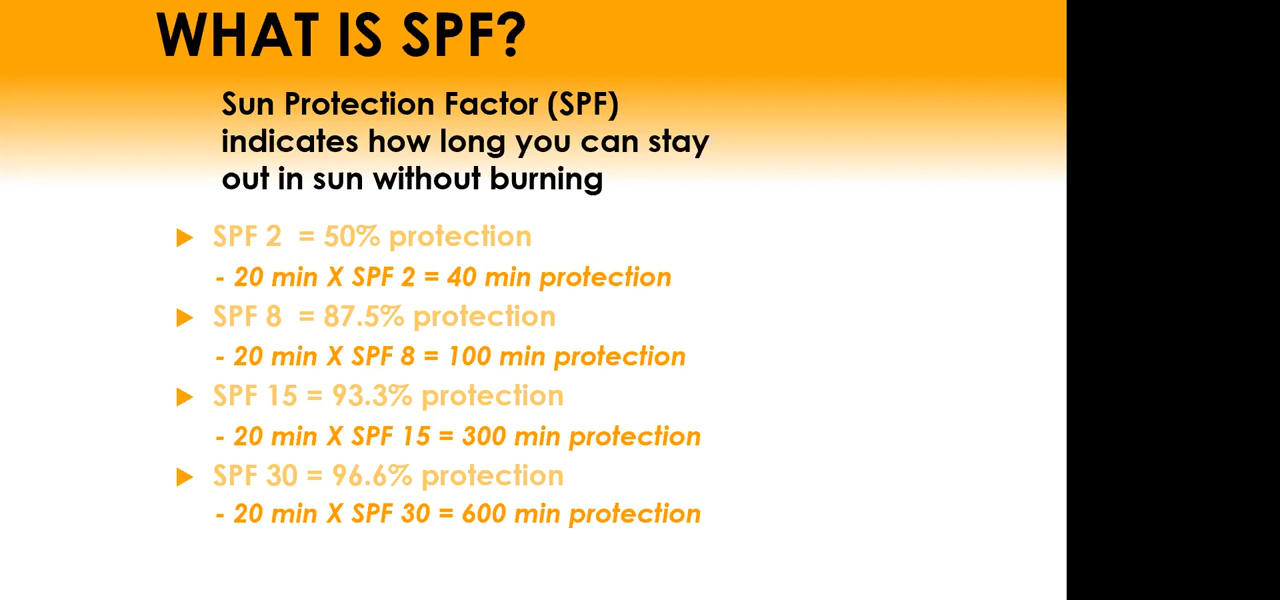 WHAT IS SPF?
Sun Protection Factor (SPF)
indicates how long you can stay
out in sun without burning
SPF 2 = 50% protection
- 20 min X SPF 2 = 40 min protection
SPF 8 = 87.5% protection
- 20 min X SPF 8 = 100 min protection
SPF 15 = 93.3% protection
- 20 min X SPF 15 = 300 min protection
SPF 30 = 96.6% protection
- 20 min X SPF 30 = 600 min protection